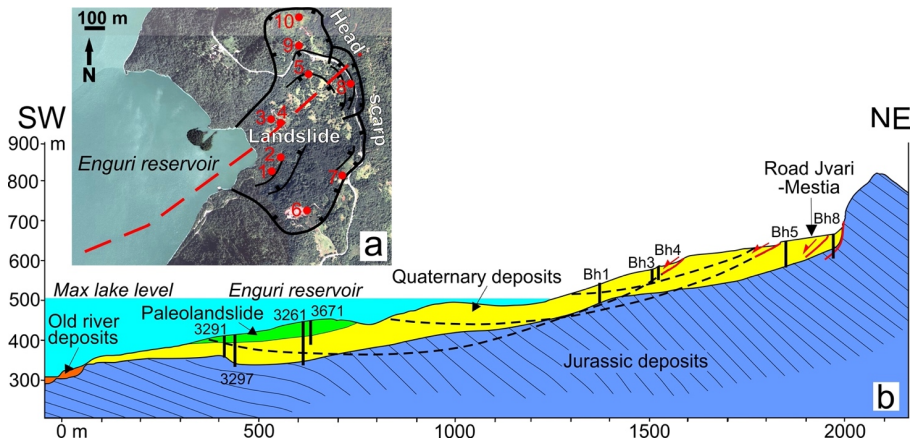 100 m
N
10
9
5
8
3
4
2
1
7
6
Head
scarp
Landslide
Enguri reservoir
a
SW
NE
900 m
800
700
600
500
400
300
Road Jvari
-Mestia
Bh8
Bh5
Bh4
Bh3
Bh1
Quaternary deposits
Max lake level
Enguri reservoir
Paleolandslide
3261
3671
3291
3297
Old river
deposits
Jurassic deposits
b
0 m
500
1000
1500
2000